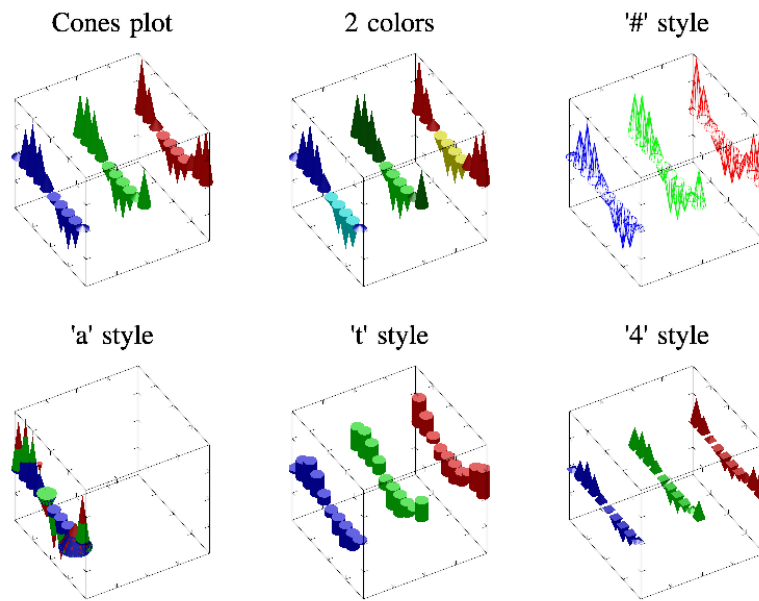 Cones plot
2 colors
'#' style
'a' style
't' style
'4' style